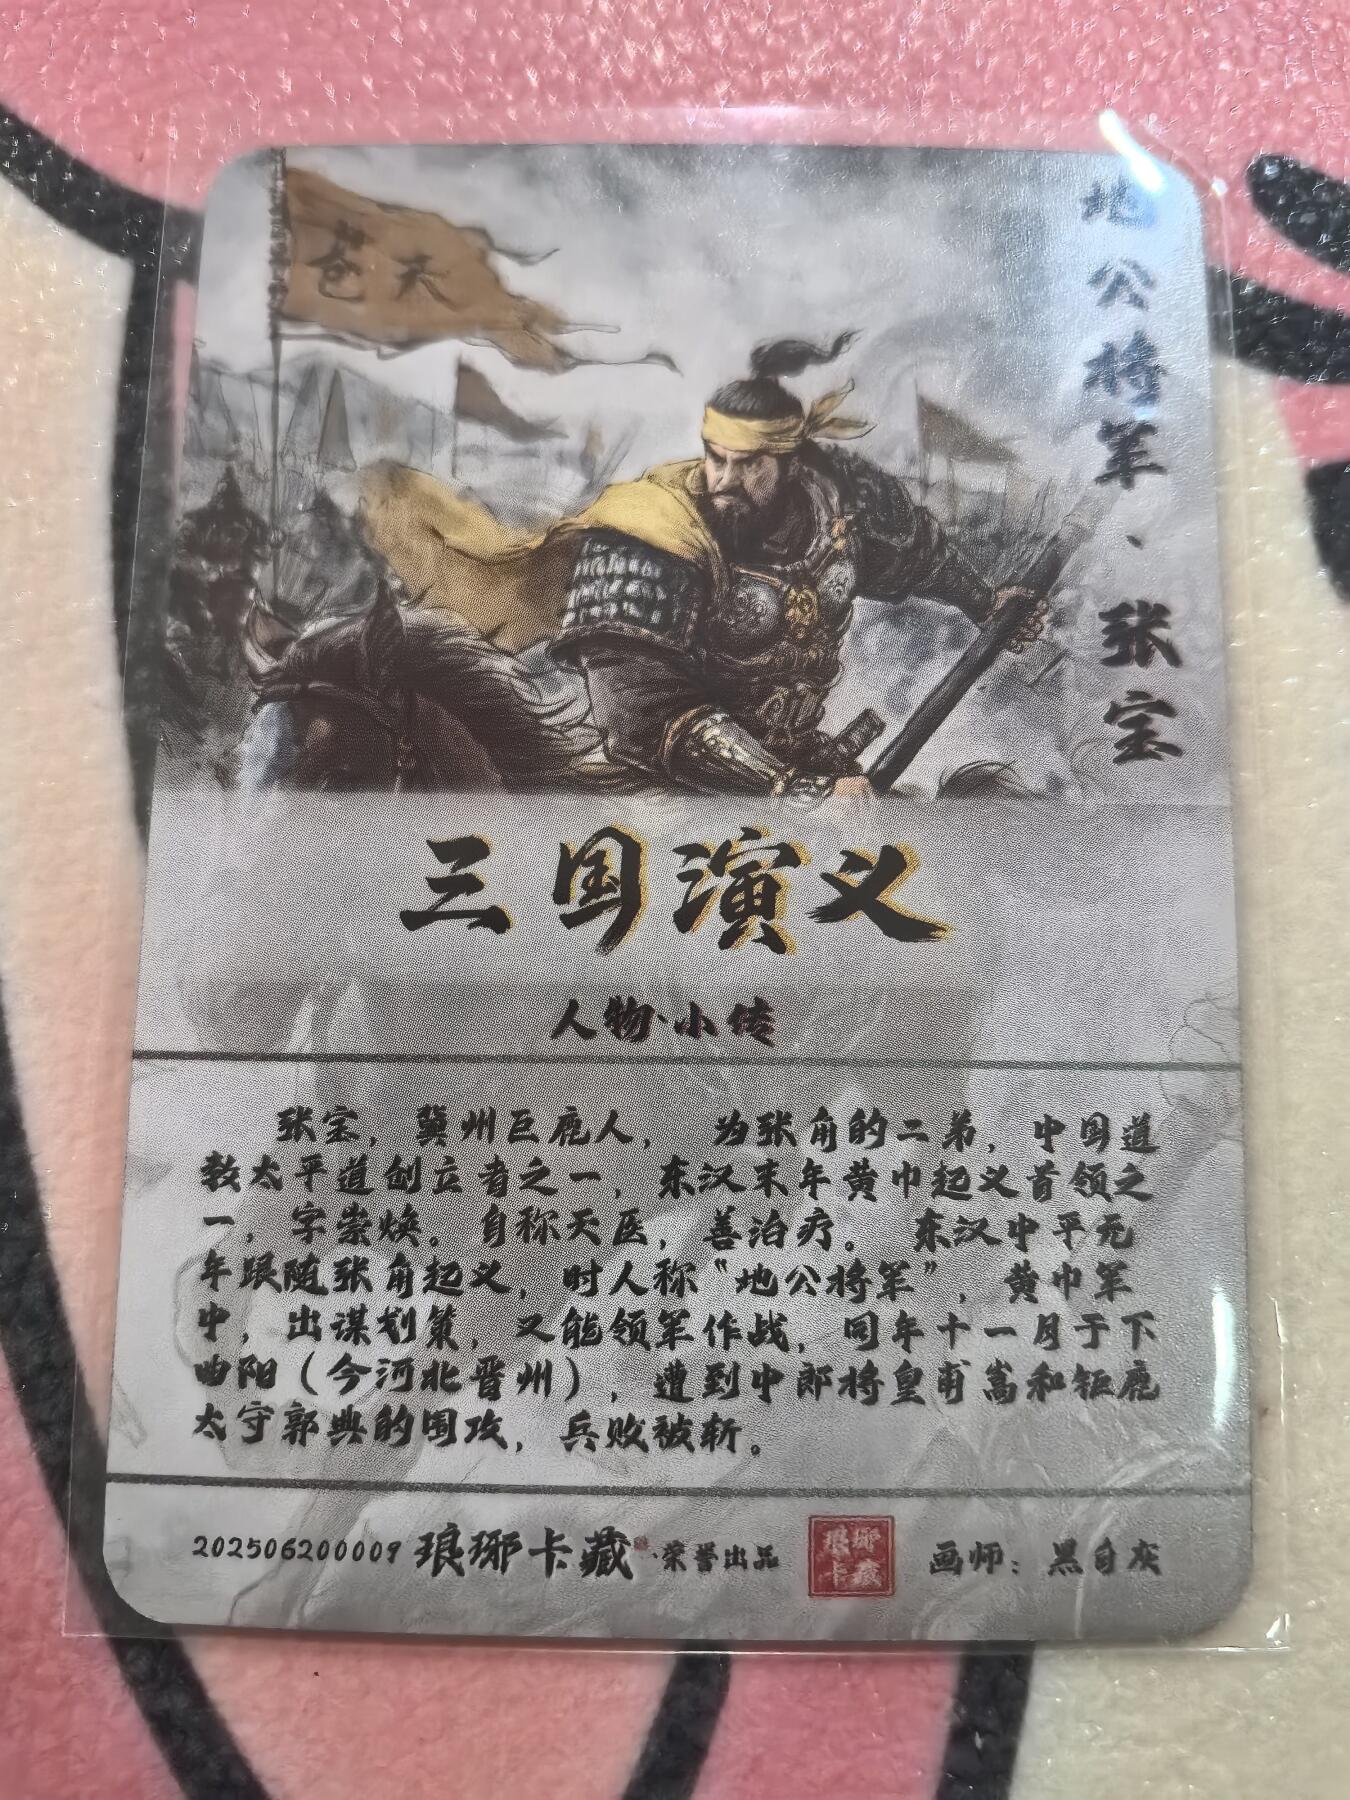 苍天
地公将军、张宝
三国演义
人物·小传
张宝，冀州巨鹿人， 为张角的二弟，中国道
教太平道创立者之一，东汉末年黄巾起义首领之
一，字崇焕。自称天医，善治疗。 东汉中平元
年跟随张角起义，时人称“地公将军”，黄巾军
中，出谋划策，又能领军作战，同年十一月于下
曲阳（今河北晋州），遭到中郎将皇甫嵩和钜鹿
太守郭典的围攻，兵败被斩。
202506200009 琅琊卡藏·荣誉出品 琅琊卡藏 画师：黑白灰